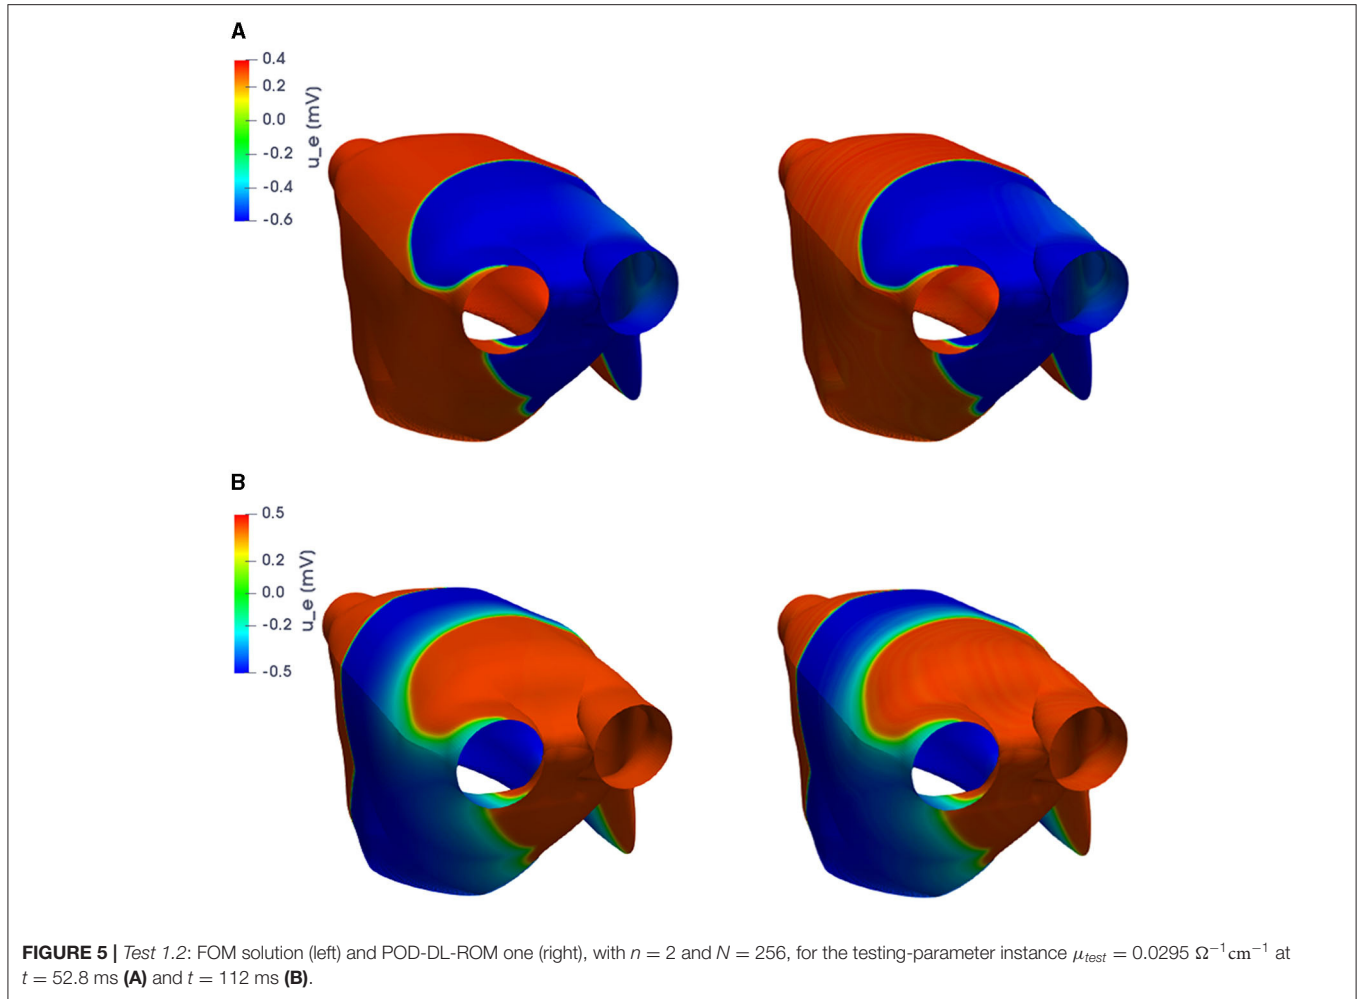 A
0.4
0.2
0.0
-0.2
-0.4
-0.6
u_e (mV)
B
0.5
0.2
0.0
-0.2
-0.5
u_e (mV)
FIGURE 5 | Test 1.2: FOM solution (left) and POD-DL-ROM one (right), with n = 2 and N = 256, for the testing-parameter instance μtest = 0.0295 Ω⁻¹cm⁻¹ at
t = 52.8 ms (A) and t = 112 ms (B).